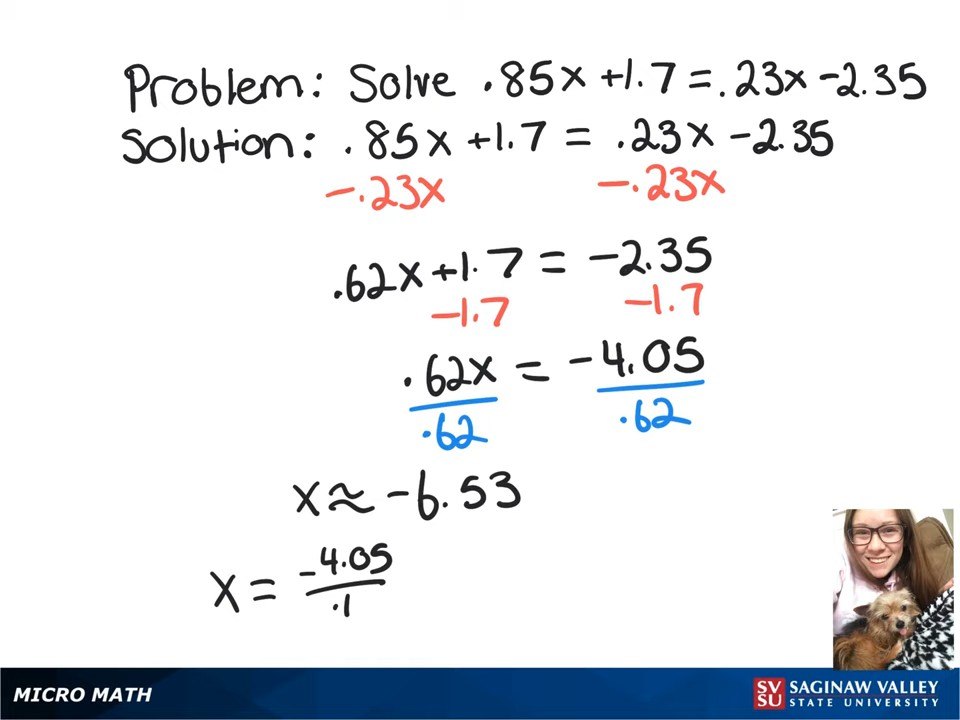 Problem: Solve .85x +1.7 = .23x -2.35
Solution: .85x +1.7 = .23x -2.35
-.23x -.23x
.62x+1.7 = -2.35
-1.7 -1.7
.62x = -4.05
.62 .62
x ≈ -6.53
x = -4.05
.1
MICRO MATH
SV SU SAGINAW VALLEY
STATE UNIVERSITY